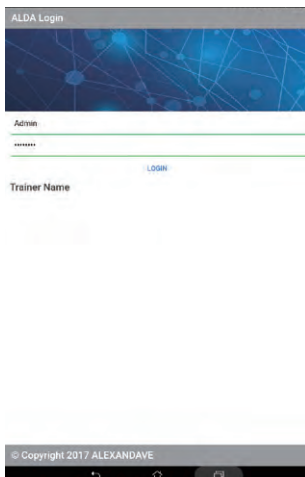 ALDA Login
Admin
••••••••
LOGIN
Trainer Name
© Copyright 2017 ALEXANDAVE